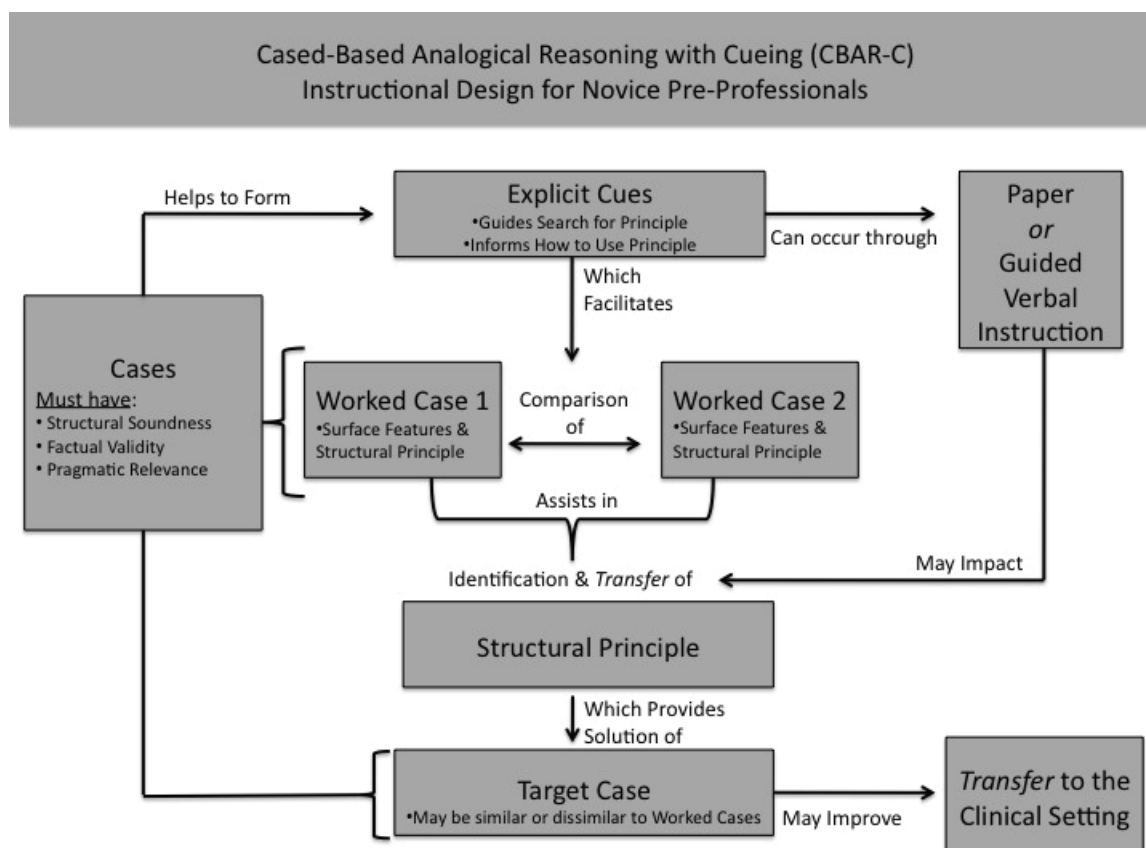 Cased-Based Analogical Reasoning with Cueing (CBAR-C)
Instructional Design for Novice Pre-Professionals
Helps to Form
Explicit Cues
•Guides Search for Principle
•Informs How to Use Principle
Can occur through
Paper
or
Guided
Verbal
Instruction
Which
Facilitates
Cases
Must have:
• Structural Soundness
• Factual Validity
• Pragmatic Relevance
Worked Case 1
•Surface Features &
Structural Principle
Comparison
of
Worked Case 2
•Surface Features &
Structural Principle
Assists in
Identification & Transfer of
May Impact
Structural Principle
Which Provides
Solution of
Target Case
•May be similar or dissimilar to Worked Cases
May Improve
Transfer to the
Clinical Setting